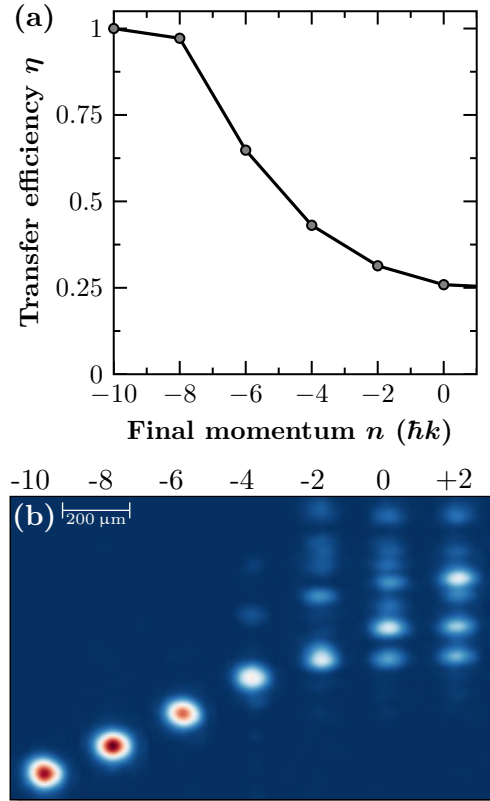 (a)
1
0.75
0.5
0.25
0
Transfer efficiency η
−10 −8 −6 −4 −2 0
Final momentum n (ℏk)
-10 -8 -6 -4 -2 0 +2
(b)
200 μm